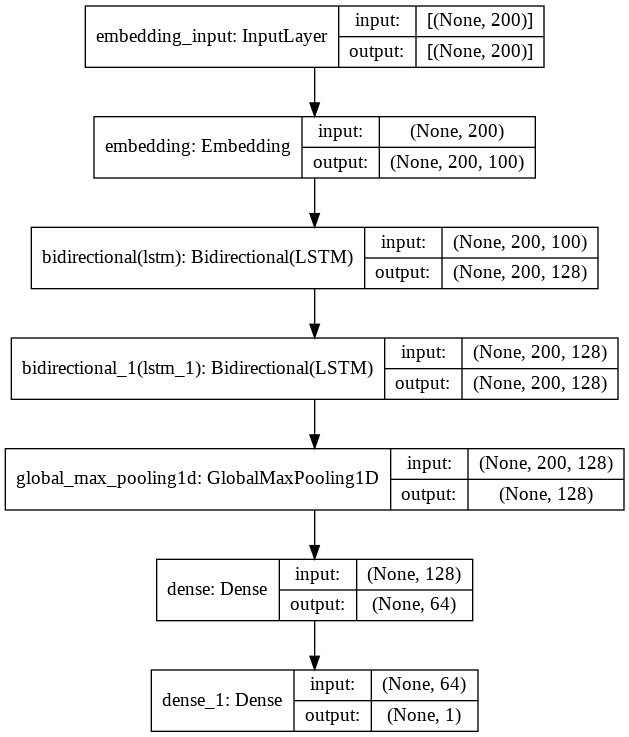 embedding_input: InputLayer
input:
[(None, 200)]
output:
[(None, 200)]
embedding: Embedding
input:
(None, 200)
output:
(None, 200, 100)
bidirectional(lstm): Bidirectional(LSTM)
input:
(None, 200, 100)
output:
(None, 200, 128)
bidirectional_1(lstm_1): Bidirectional(LSTM)
input:
(None, 200, 128)
output:
(None, 200, 128)
global_max_pooling1d: GlobalMaxPooling1D
input:
(None, 200, 128)
output:
(None, 128)
dense: Dense
input:
(None, 128)
output:
(None, 64)
dense_1: Dense
input:
(None, 64)
output:
(None, 1)